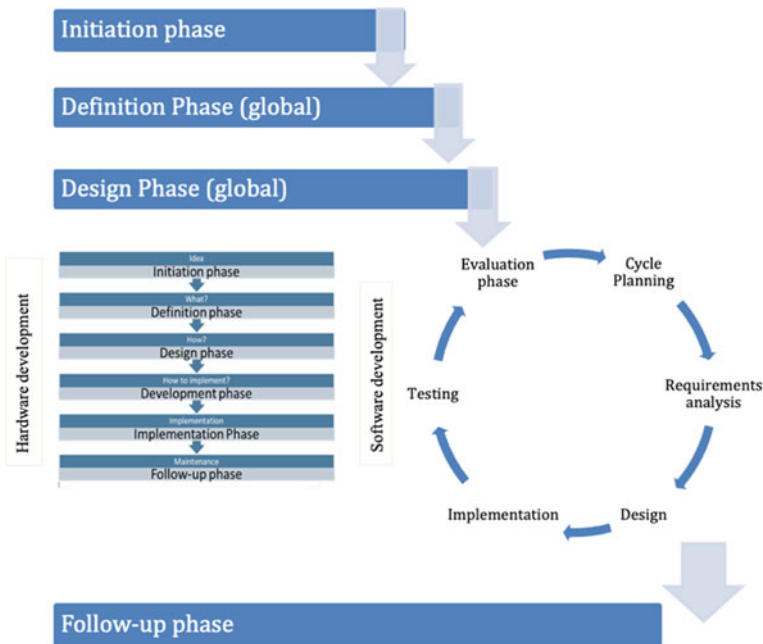 Initiation phase
Definition Phase (global)
Design Phase (global)
Hardware development
Idea
Initiation phase
What?
Definition phase
How?
Design phase
How to implement?
Development phase
Implementation
Implementation Phase
Maintenance
Follow-up phase
Software development
Evaluation
phase
Cycle
Planning
Requirements
analysis
Design
Implementation
Testing
Follow-up phase